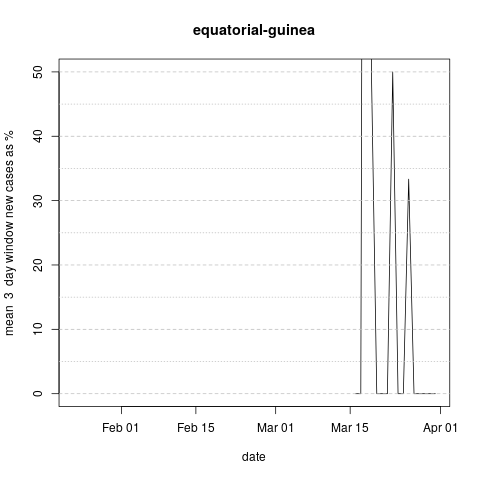 equatorial-guinea
mean 3 day window new cases as %
50
40
30
20
10
0
Feb 01 Feb 15 Mar 01 Mar 15 Apr 01
date